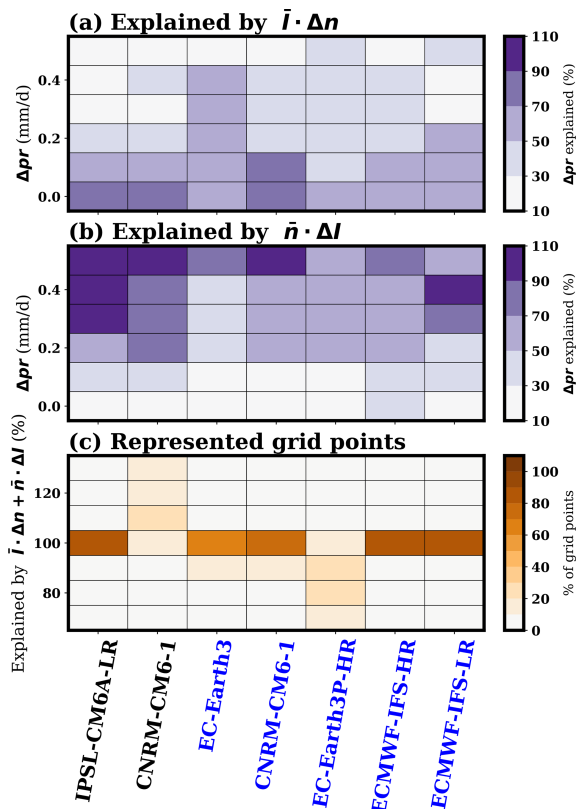 (a) Explained by Ī · Δn
0.4
0.2
0.0
Δpr (mm/d)
110
90
70
50
30
10
Δpr explained (%)
(b) Explained by n̄ · ΔI
0.4
0.2
0.0
Δpr (mm/d)
110
90
70
50
30
10
Δpr explained (%)
(c) Represented grid points
120
100
80
Explained by Ī · Δn + n̄ · ΔI (%)
100
80
60
40
20
0
% of grid points
IPSL-CM6A-LR
CNRM-CM6-1
EC-Earth3
CNRM-CM6-1
EC-Earth3P-HR
ECMWF-IFS-HR
ECMWF-IFS-LR